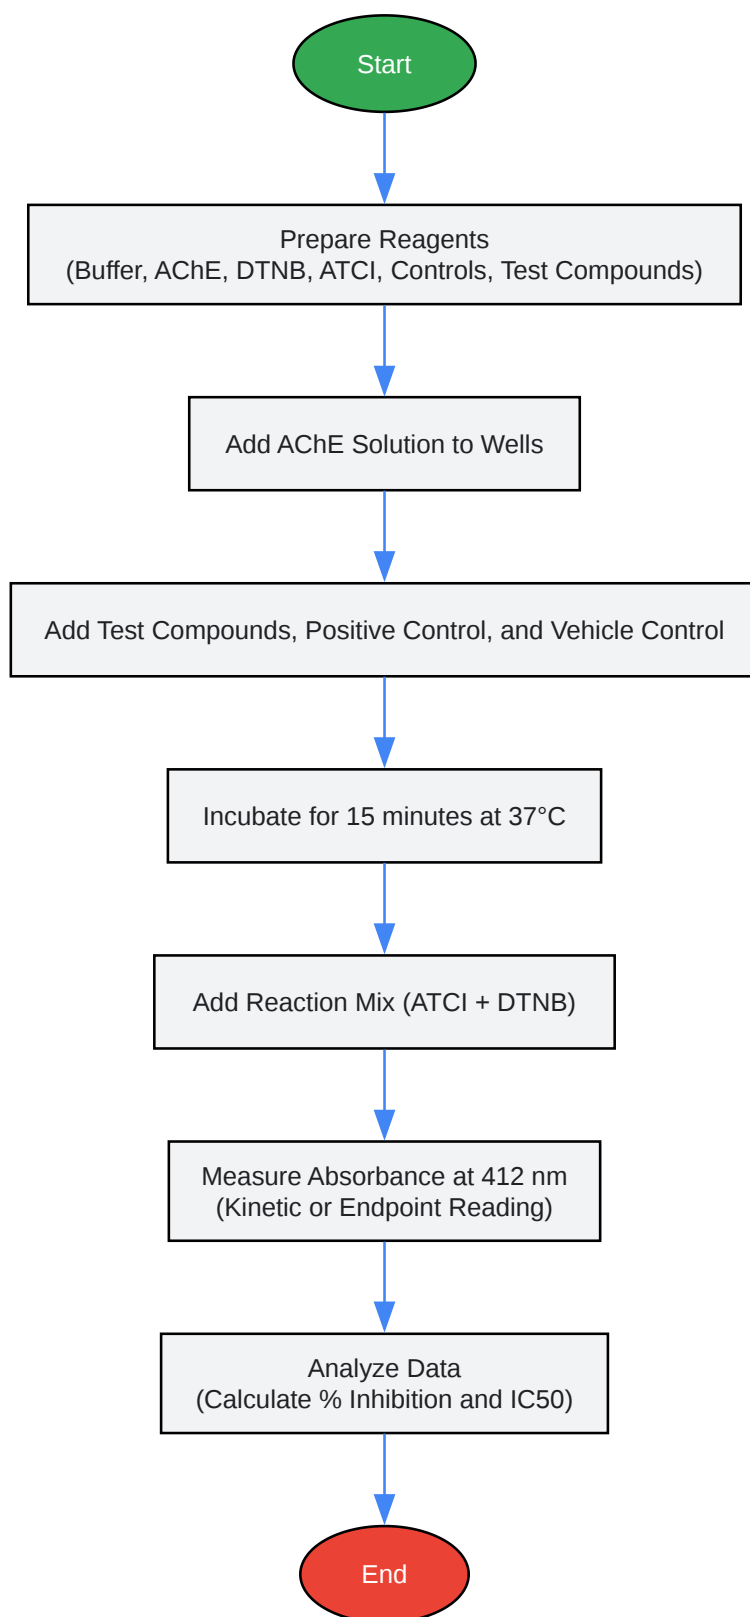 Start
Prepare Reagents
(Buffer, AChE, DTNB, ATCI, Controls, Test Compounds)
Add AChE Solution to Wells
Add Test Compounds, Positive Control, and Vehicle Control
Incubate for 15 minutes at 37°C
Add Reaction Mix (ATCI + DTNB)
Measure Absorbance at 412 nm
(Kinetic or Endpoint Reading)
Analyze Data
(Calculate % Inhibition and IC50)
End